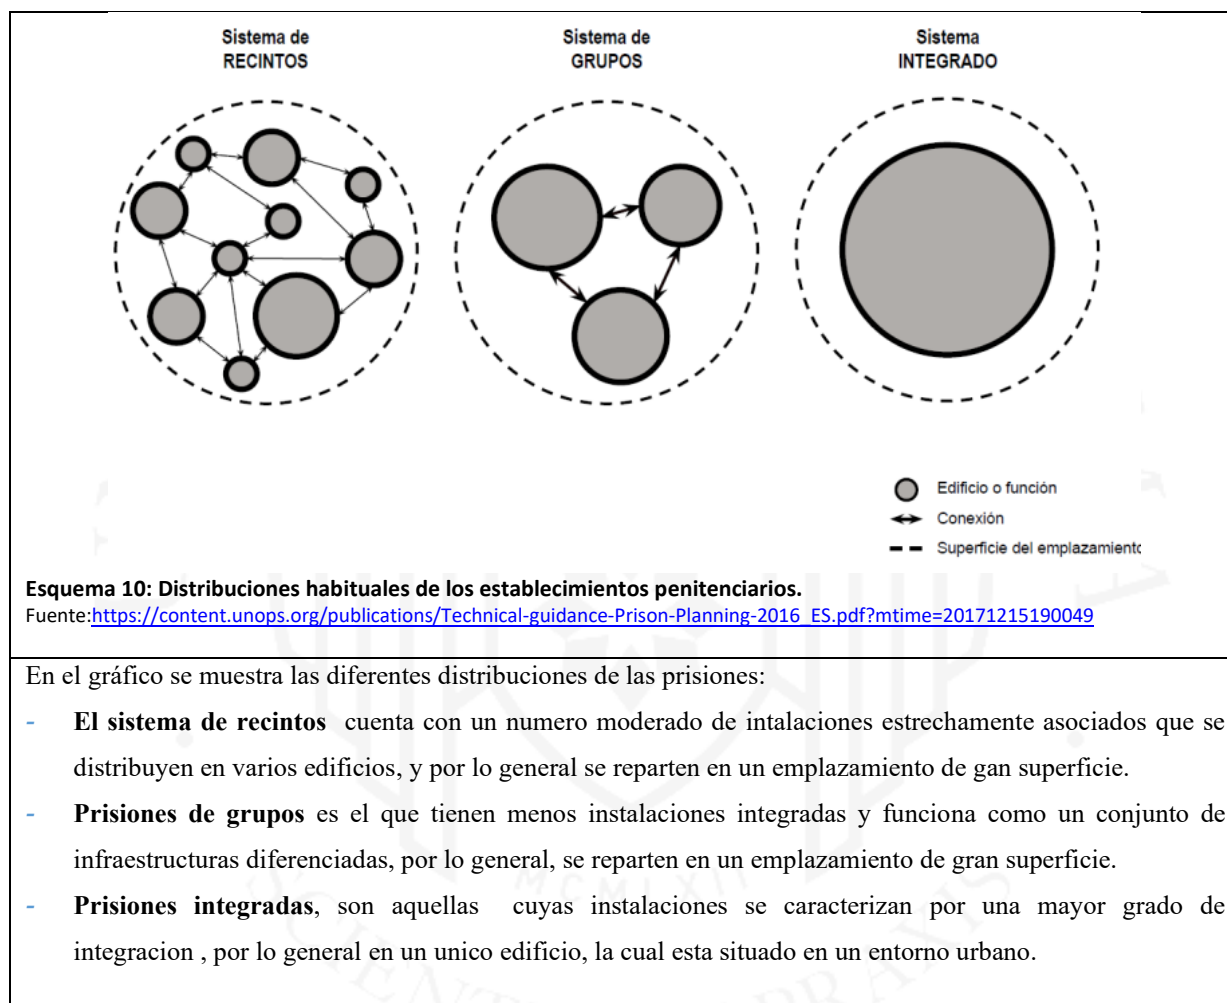 Sistema de
RECINTOS
Sistema de
GRUPOS
Sistema
INTEGRADO
Edificio o función
Conexión
Superficie del emplazamiento
Esquema 10: Distribuciones habituales de los establecimientos penitenciarios.
Fuente:https://content.unops.org/publications/Technical-guidance-Prison-Planning-2016_ES.pdf?mtime=20171215190049
En el gráfico se muestra las diferentes distribuciones de las prisiones:
- El sistema de recintos cuenta con un numero moderado de intalaciones estrechamente asociados que se
distribuyen en varios edificios, y por lo general se reparten en un emplazamiento de gan superficie.
- Prisiones de grupos es el que tienen menos instalaciones integradas y funciona como un conjunto de
infraestructuras diferenciadas, por lo general, se reparten en un emplazamiento de gran superficie.
- Prisiones integradas, son aquellas cuyas instalaciones se caracterizan por una mayor grado de
integracion , por lo general en un unico edificio, la cual esta situado en un entorno urbano.
MCMLXII